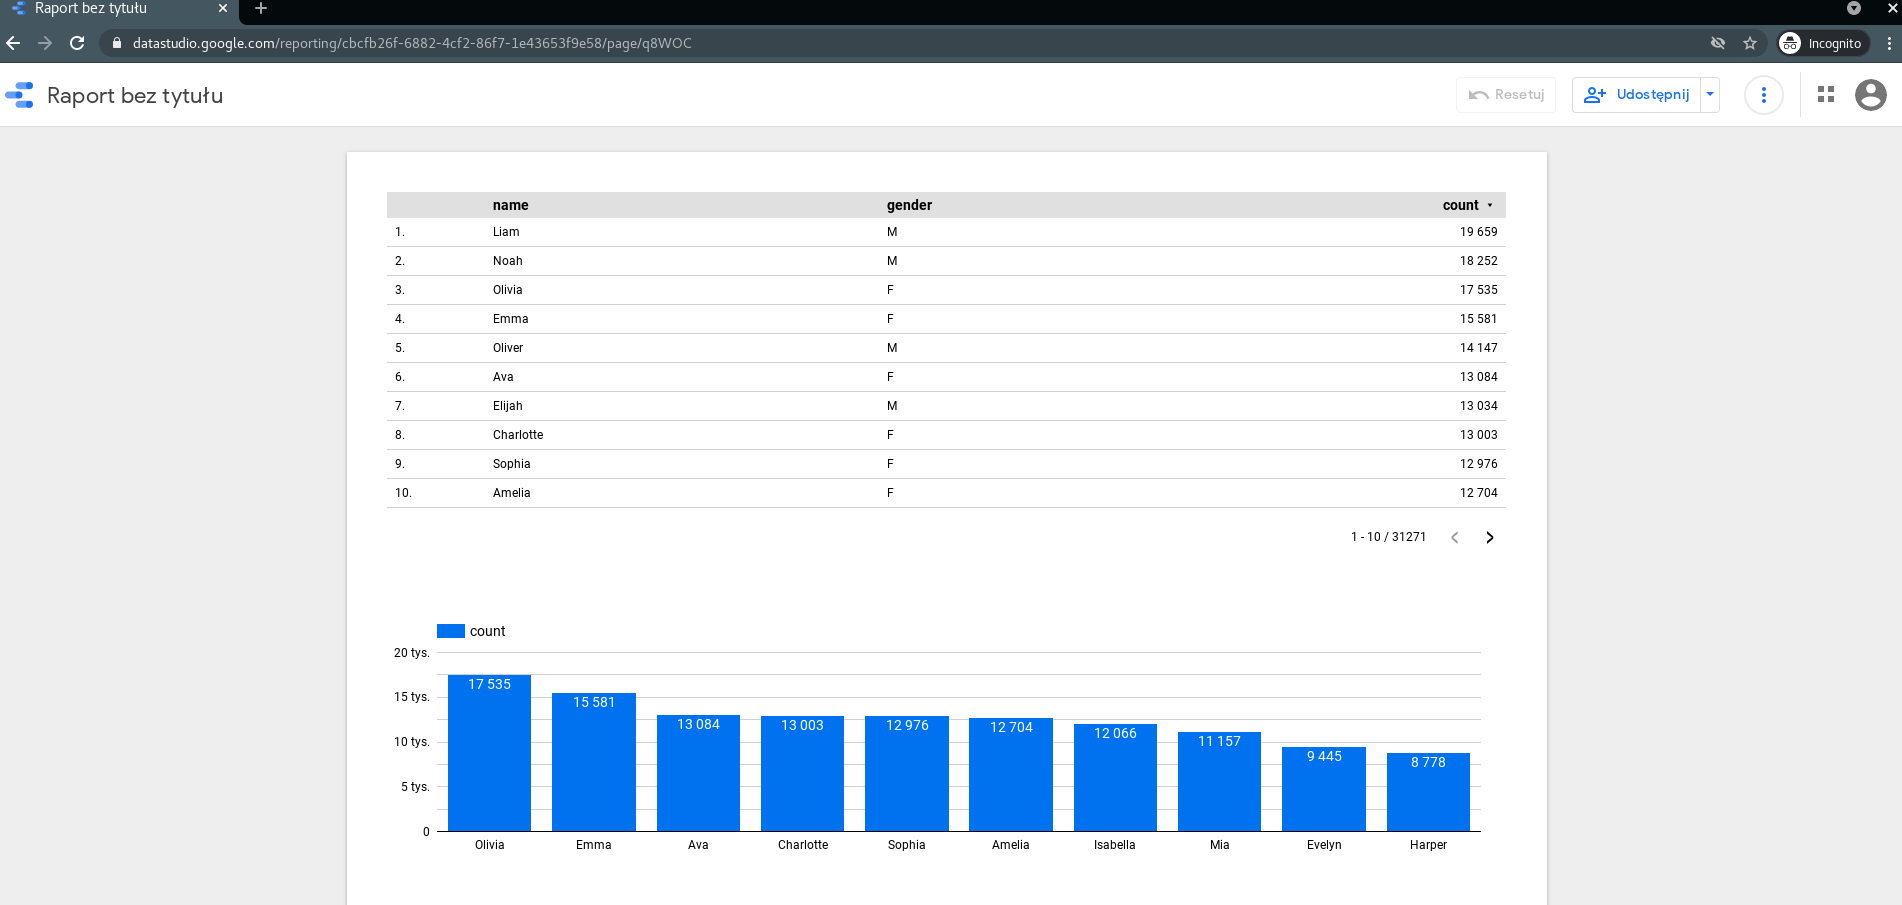 Raport bez tytułu
datastudio.google.com/reporting/cbcfb26f-6882-4cf2-86f7-1e43653f9e58/page/q8WOC
Incognito
Raport bez tytułu
Resetuj
Udostępnij
name gender count
1. Liam M 19 659
2. Noah M 18 252
3. Olivia F 17 535
4. Emma F 15 581
5. Oliver M 14 147
6. Ava F 13 084
7. Elijah M 13 034
8. Charlotte F 13 003
9. Sophia F 12 976
10. Amelia F 12 704
1 - 10 / 31271
count
20 tys.
15 tys.
10 tys.
5 tys.
0
17 535 15 581 13 084 13 003 12 976 12 704 12 066 11 157 9 445 8 778
Olivia Emma Ava Charlotte Sophia Amelia Isabella Mia Evelyn Harper